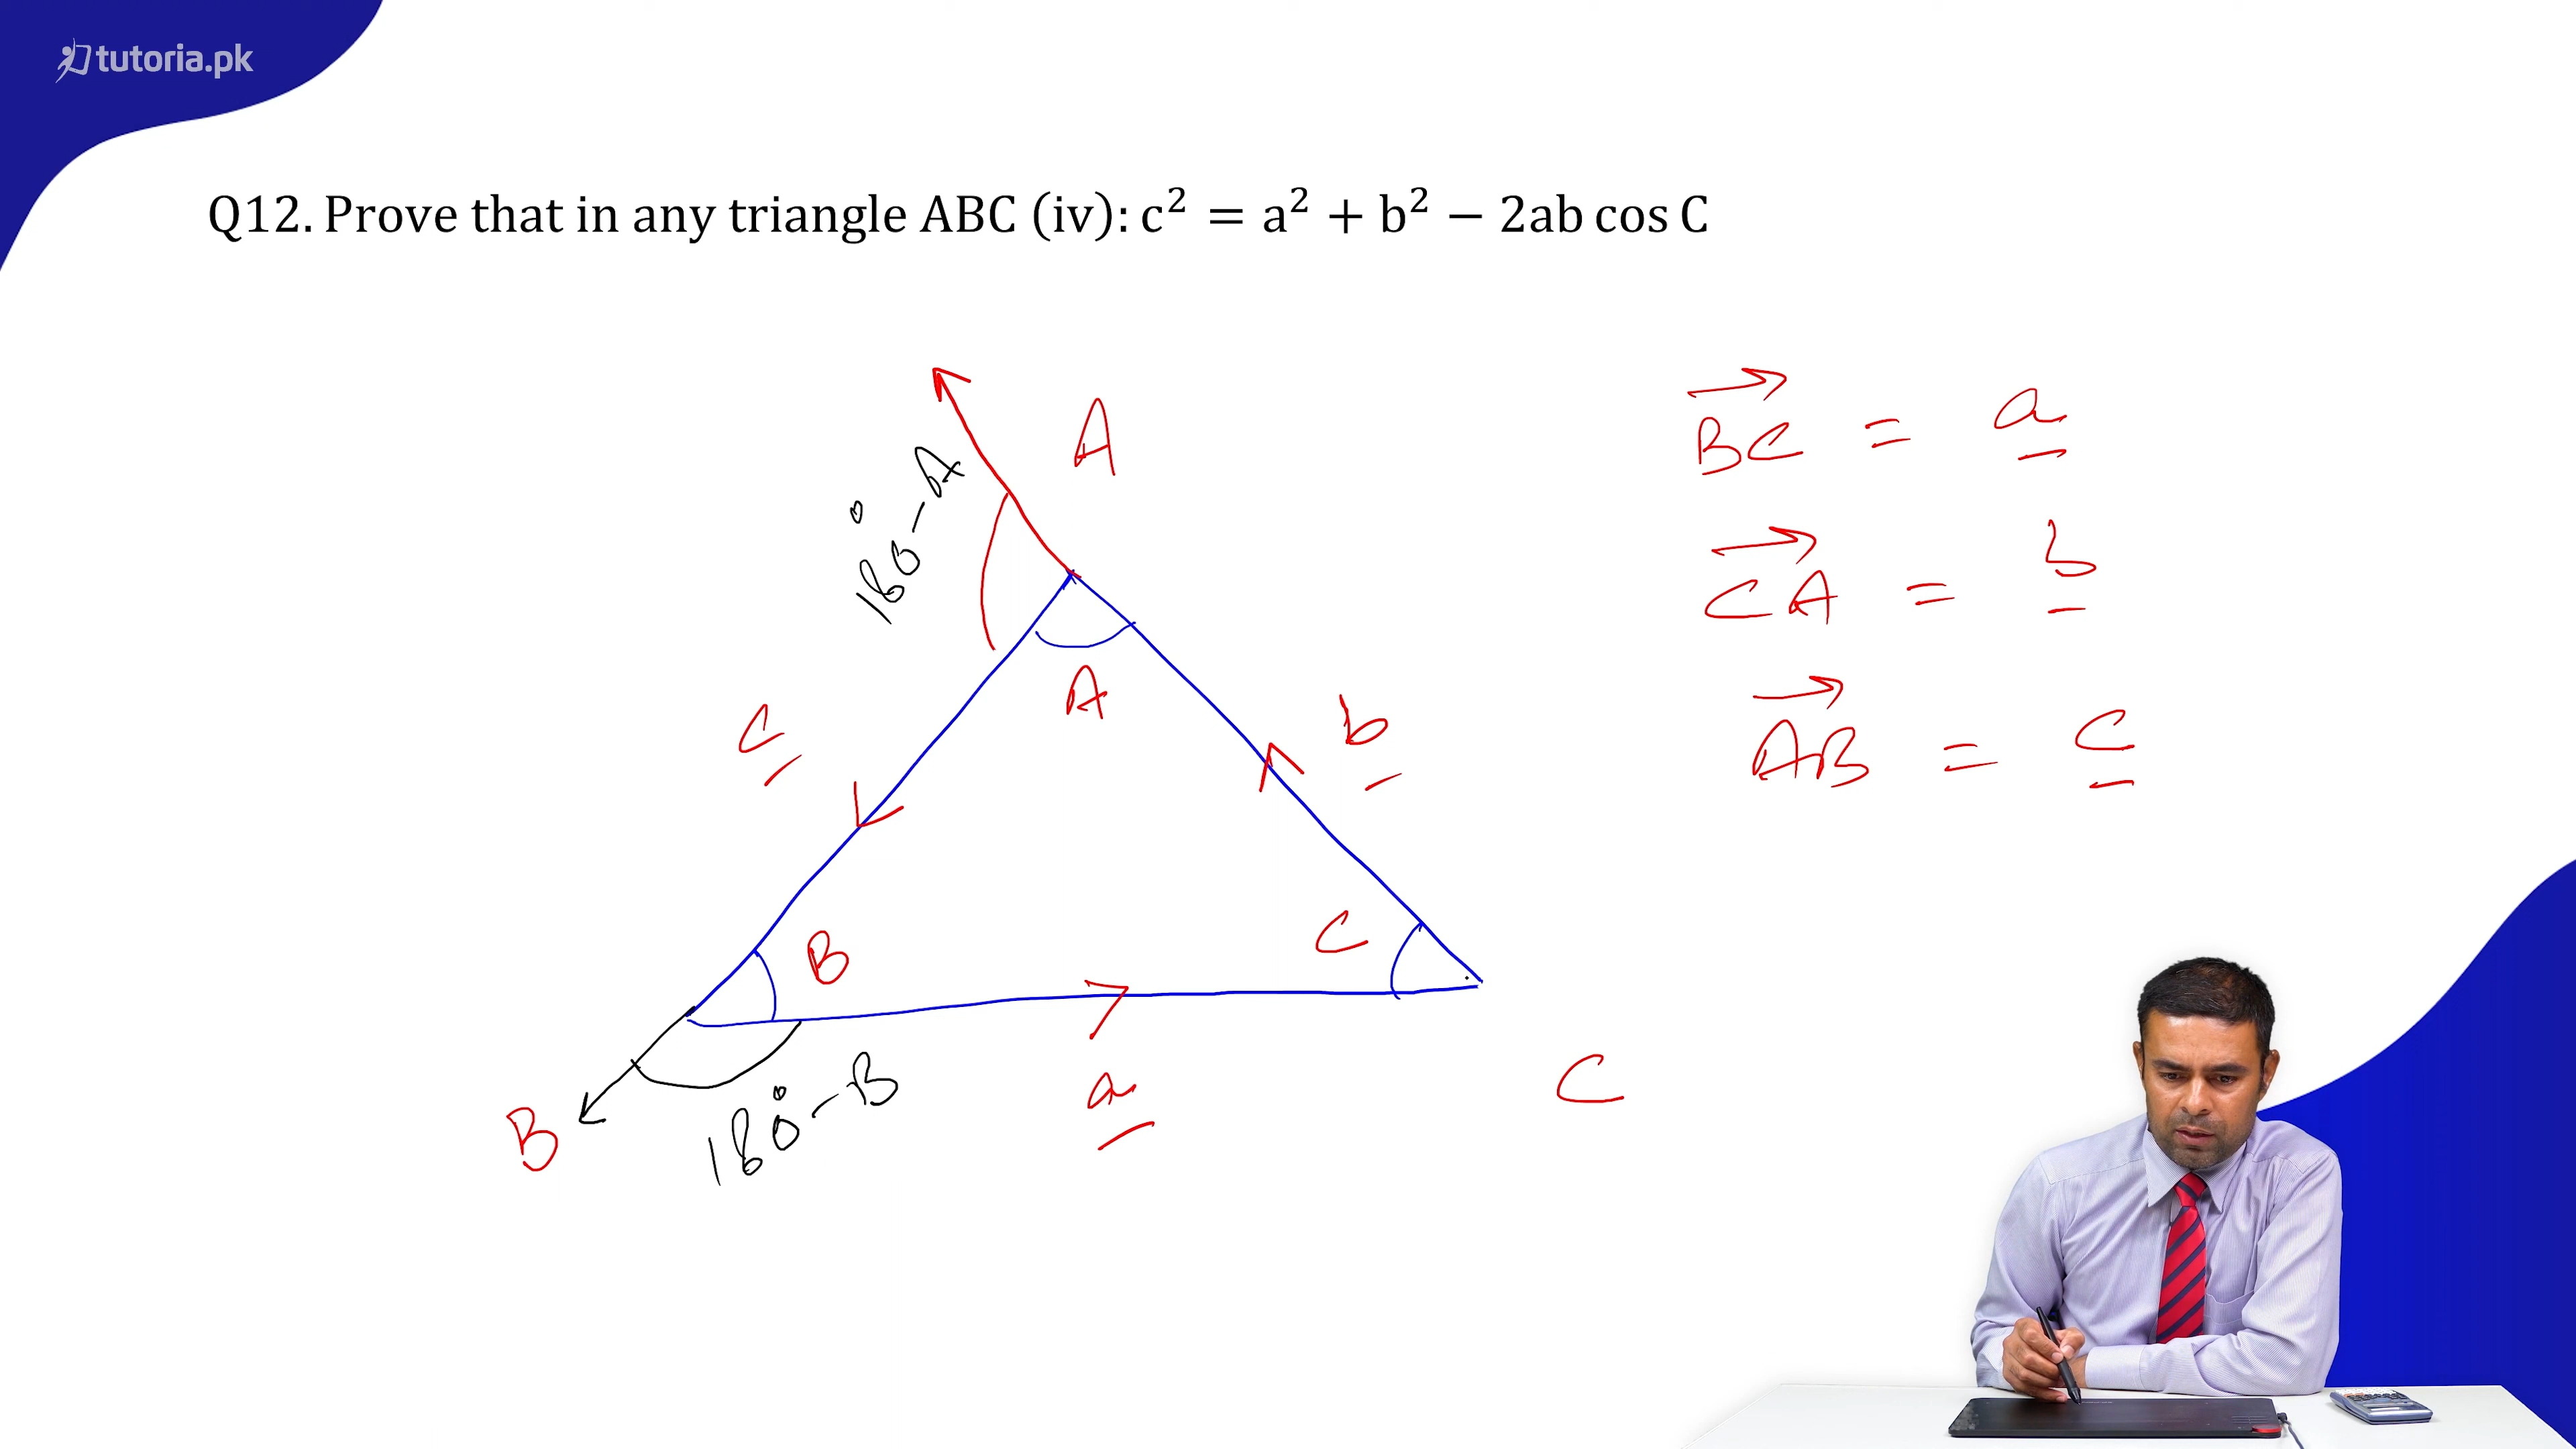 tutoria.pk
Q12. Prove that in any triangle ABC (iv): c² = a² + b² − 2ab cos C
A
180° − A
A
c
b
B
C
a
B
180° − B
C
BC = a
CA = b
AB = c